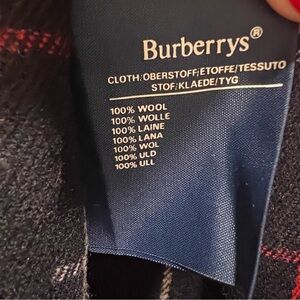 Burberrys®
CLOTH/OBERSTOFF/ETOFFE/TESSUTO
STOF/KLAEDE/TYG
100% WOOL
100% WOLLE
100% LAINE
100% LANA
100% WOL
100% ULD
100% ULL